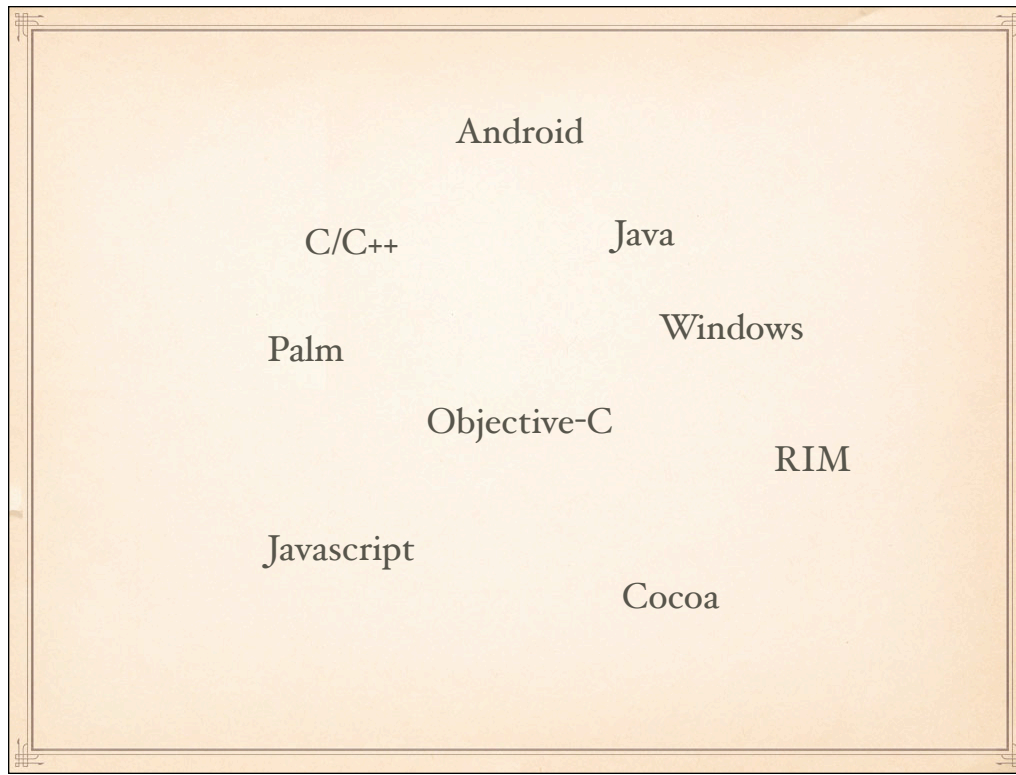 Android
C/C++
Java
Windows
Palm
Objective-C
RIM
Javascript
Cocoa